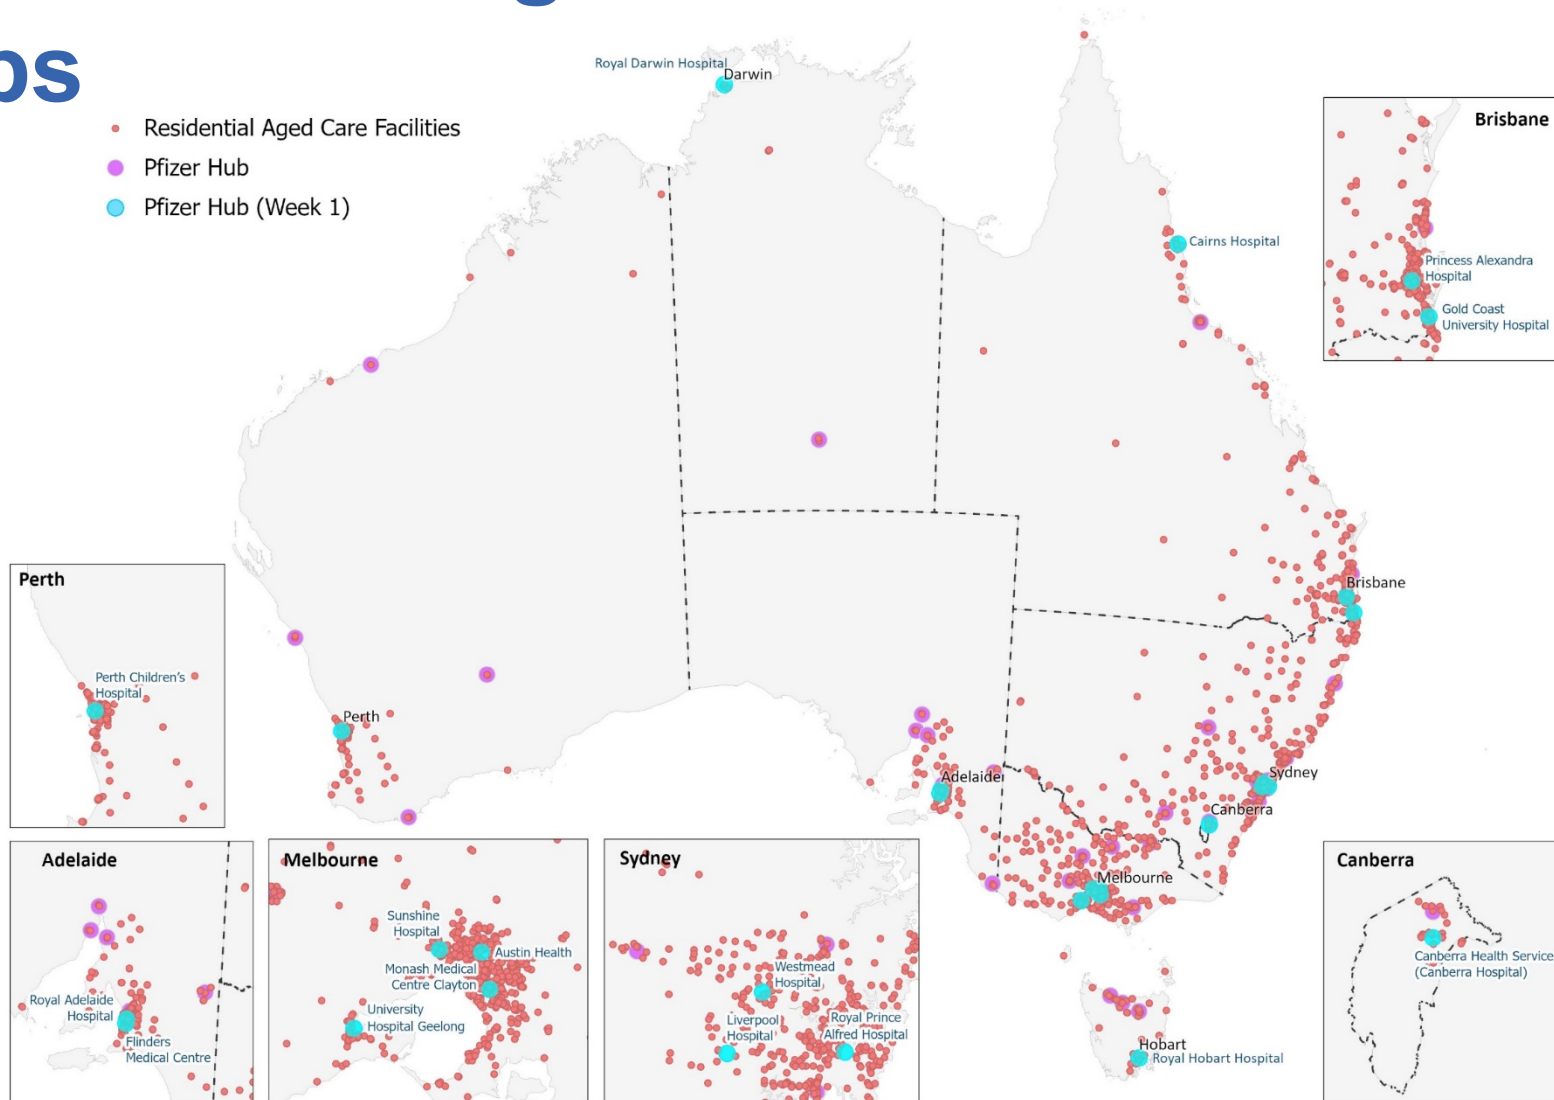 bs
Residential Aged Care Facilities
Pfizer Hub
Pfizer Hub (Week 1)
Royal Darwin Hospital
Darwin
Cairns Hospital
Brisbane
Princess Alexandra
Hospital
Gold Coast
University Hospital
Brisbane
Perth
Perth Children's
Hospital
Perth
Adelaide
Sydney
Canberra
Melbourne
Hobart
Royal Hobart Hospital
Adelaide
Royal Adelaide
Hospital
Flinders
Medical Centre
Melbourne
Sunshine
Hospital
Austin Health
Monash Medical
Centre Clayton
University
Hospital Geelong
Sydney
Westmead
Hospital
Liverpool
Hospital
Royal Prince
Alfred Hospital
Canberra
Canberra Health Service
(Canberra Hospital)